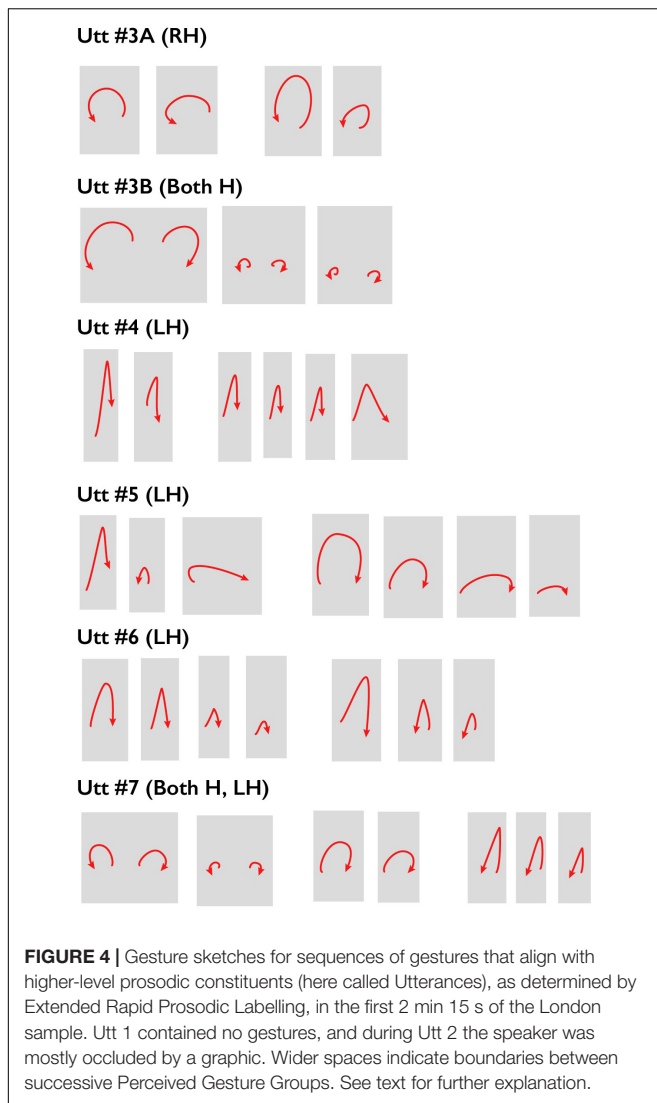 Utt #3A (RH)
Utt #3B (Both H)
Utt #4 (LH)
Utt #5 (LH)
Utt #6 (LH)
Utt #7 (Both H, LH)
FIGURE 4 | Gesture sketches for sequences of gestures that align with
higher-level prosodic constituents (here called Utterances), as determined by
Extended Rapid Prosodic Labelling, in the first 2 min 15 s of the London
sample. Utt 1 contained no gestures, and during Utt 2 the speaker was
mostly occluded by a graphic. Wider spaces indicate boundaries between
successive Perceived Gesture Groups. See text for further explanation.